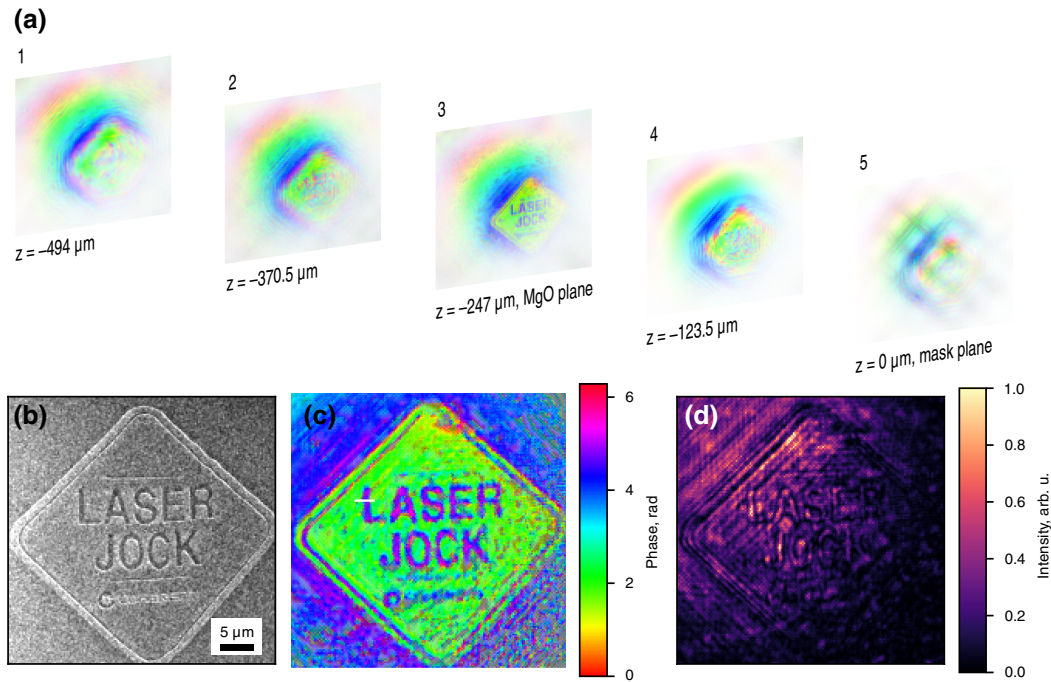 (a)
1
2
3
4
5
LASER
JOCK
z = –494 µm
z = –370.5 µm
z = –247 µm, MgO plane
z = –123.5 µm
z = 0 µm, mask plane
(b)
LASER
JOCK
5 µm
(c)
LASER
JOCK
6
4
2
0
Phase, rad
(d)
LASER
JOCK
1.0
0.8
0.6
0.4
0.2
0.0
Intensity, arb. u.